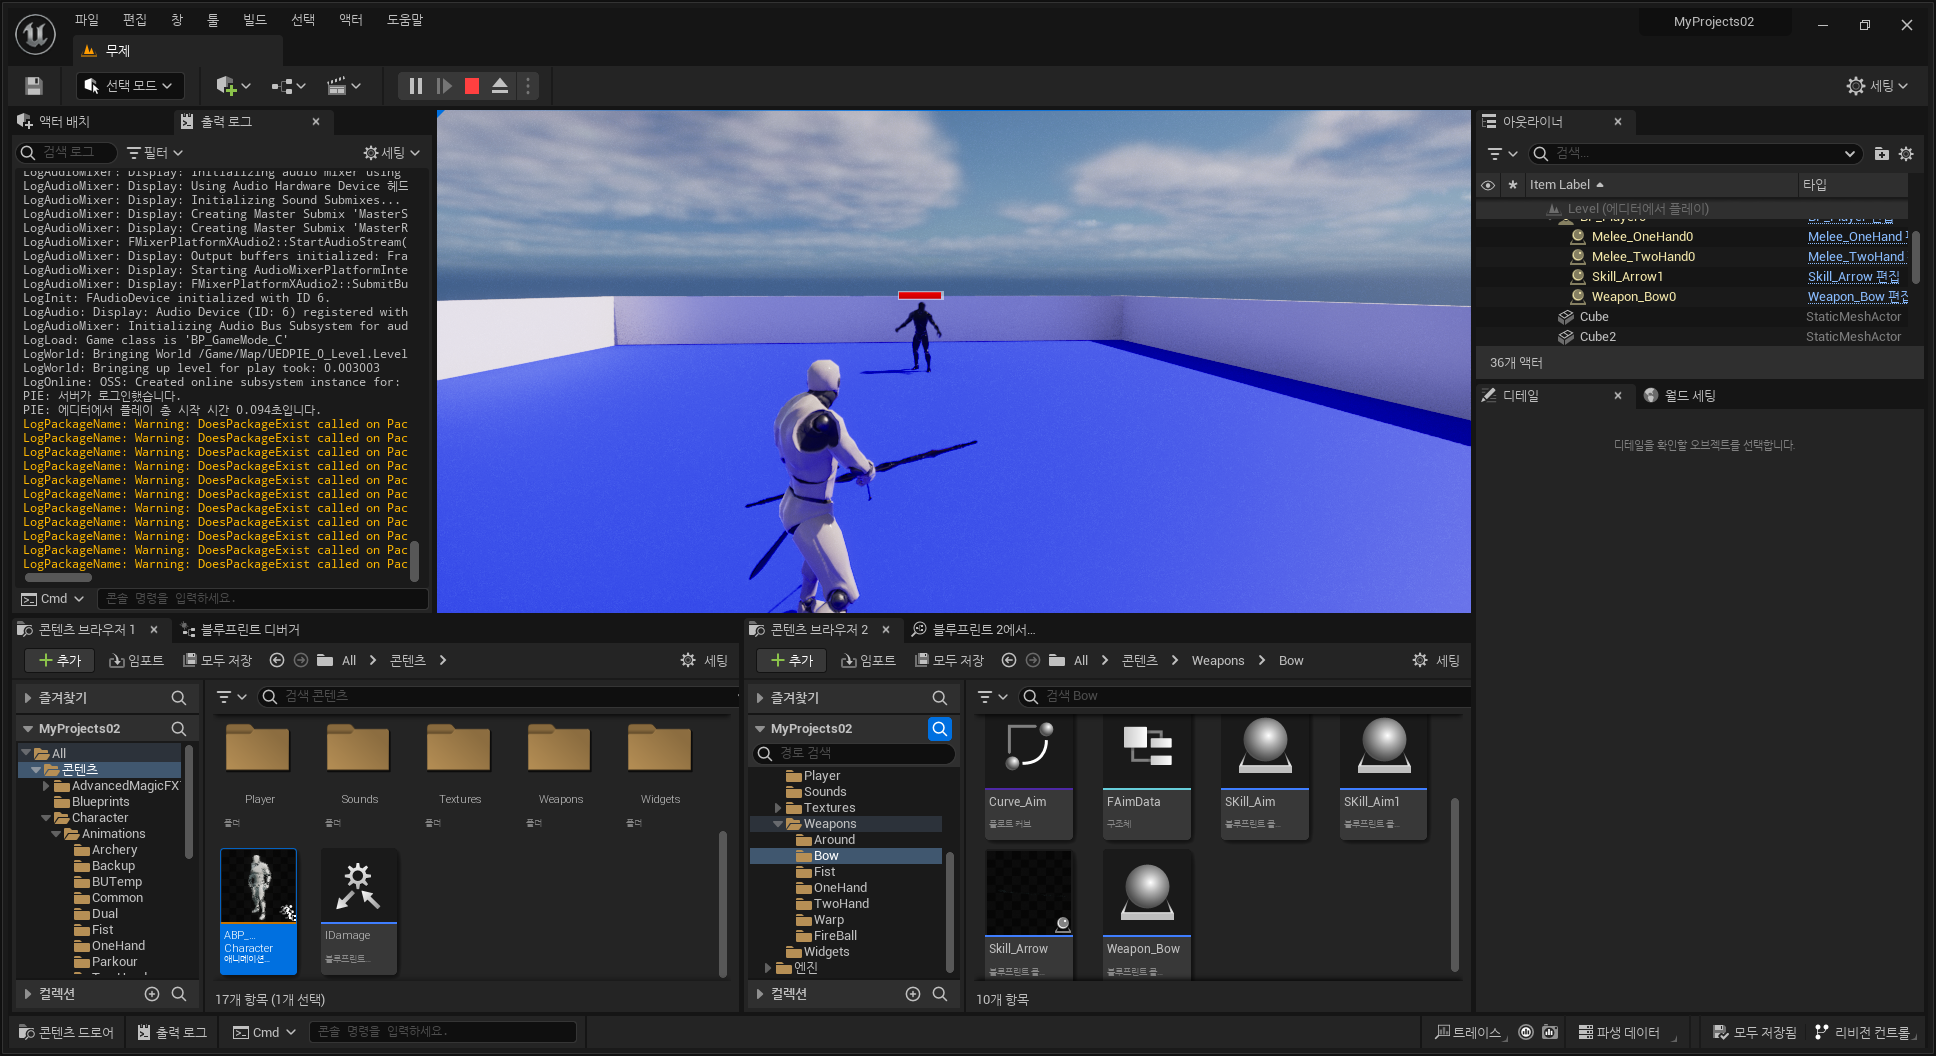 파일 편집 창 툴 빌드 선택 액터 도움말
MyProjects02
무제
선택 모드
세팅
액터 배치
출력 로그
검색 로그
필터
세팅
LogAudioMixer: Display: Initializing audio mixer using
LogAudioMixer: Display: Using Audio Hardware Device 헤드
LogAudioMixer: Display: Initializing Sound Submixes...
LogAudioMixer: Display: Creating Master Submix 'MasterS
LogAudioMixer: Display: Creating Master Submix 'MasterR
LogAudioMixer: FMixerPlatformXAudio2::StartAudioStream(
LogAudioMixer: Display: Output buffers initialized: Fra
LogAudioMixer: Display: Starting AudioMixerPlatformInte
LogAudioMixer: Display: FMixerPlatformXAudio2::SubmitBu
LogInit: FAudioDevice initialized with ID 6.
LogAudio: Display: Audio Device (ID: 6) registered with
LogAudioMixer: Initializing Audio Bus Subsystem for aud
LogLoad: Game class is 'BP_GameMode_C'
LogWorld: Bringing World /Game/Map/UEDPIE_0_Level.Level
LogWorld: Bringing up level for play took: 0.003003
LogOnline: OSS: Created online subsystem instance for:
PIE: 서버가 로그인했습니다.
PIE: 에디터에서 플레이 총 시작 시간 0.094초입니다.
LogPackageName: Warning: DoesPackageExist called on Pac
LogPackageName: Warning: DoesPackageExist called on Pac
LogPackageName: Warning: DoesPackageExist called on Pac
LogPackageName: Warning: DoesPackageExist called on Pac
LogPackageName: Warning: DoesPackageExist called on Pac
LogPackageName: Warning: DoesPackageExist called on Pac
LogPackageName: Warning: DoesPackageExist called on Pac
LogPackageName: Warning: DoesPackageExist called on Pac
LogPackageName: Warning: DoesPackageExist called on Pac
LogPackageName: Warning: DoesPackageExist called on Pac
LogPackageName: Warning: DoesPackageExist called on Pac
Cmd
콘솔 명령을 입력하세요.
아웃라이너
검색...
Item Label
타입
Level (에디터에서 플레이)
Melee_OneHand0 Melee_OneHand
Melee_TwoHand0 Melee_TwoHand
Skill_Arrow1 Skill_Arrow 편집
Weapon_Bow0 Weapon_Bow 편집
Cube StaticMeshActor
Cube2 StaticMeshActor
36개 액터
디테일
월드 세팅
디테일을 확인할 오브젝트를 선택합니다.
콘텐츠 브라우저 1
블루프린트 디버거
추가
임포트
모두 저장
All
콘텐츠
세팅
즐겨찾기
검색 콘텐츠
MyProjects02
All
콘텐츠
AdvancedMagicFX
Blueprints
Character
Animations
Archery
Backup
BUTemp
Common
Dual
Fist
OneHand
Parkour
컬렉션
Player
폴더
Sounds
폴더
Textures
폴더
Weapons
폴더
Widgets
폴더
ABP_...
Character
애니메이션...
IDamage
블루프린트...
17개 항목 (1개 선택)
콘텐츠 브라우저 2
블루프린트 2에서...
추가
임포트
모두 저장
All
콘텐츠
Weapons
Bow
세팅
즐겨찾기
검색 Bow
MyProjects02
경로 검색
Player
Sounds
Textures
Weapons
Around
Bow
Fist
OneHand
TwoHand
Warp
FireBall
Widgets
엔진
컬렉션
Curve_Aim
플로트 커브
FAimData
구조체
SKill_Aim
블루프린트 클...
SKill_Aim1
블루프린트 클...
Skill_Arrow
블루프린트 클...
Weapon_Bow
블루프린트 클...
10개 항목
콘텐츠 드로어
출력 로그
Cmd
콘솔 명령을 입력하세요.
트레이스
파생 데이터
모두 저장됨
리비전 컨트롤